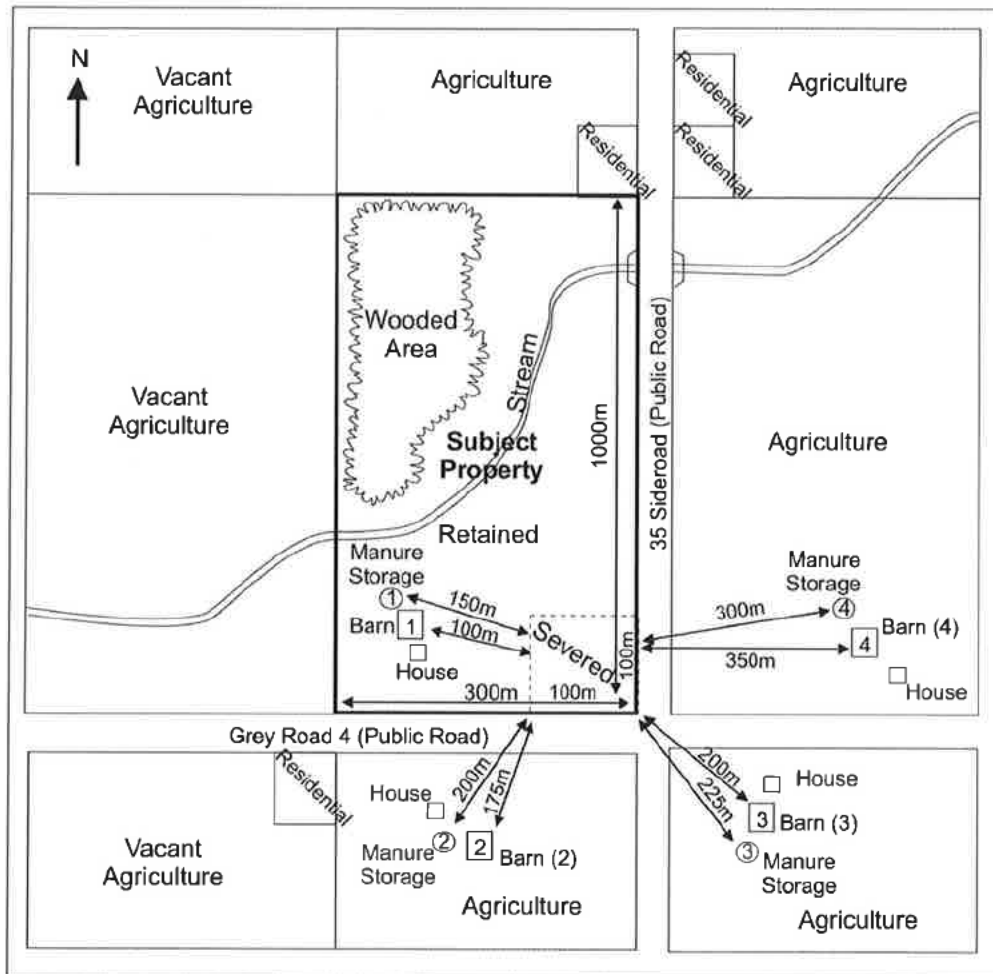 N
Vacant
Agriculture
Agriculture
Residential
Residential
Residential
Agriculture
Wooded
Area
Stream
Vacant
Agriculture
Subject
Property
1000m
35 Sideroad (Public Road)
Agriculture
Retained
Manure
Storage
1
150m
Barn 1
100m
House
Severed
100m
300m
100m
Manure
Storage
4
300m
Barn (4)
4
350m
House
Grey Road 4 (Public Road)
Residential
Vacant
Agriculture
House
200m
175m
2
Manure
Storage
2
Barn (2)
Agriculture
200m
225m
House
3
Barn (3)
3
Manure
Storage
Agriculture